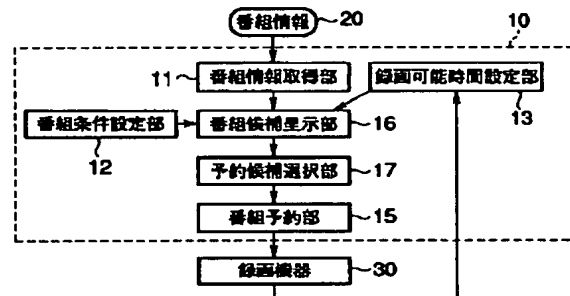 番組情報 20
10
11 番組情報取得部 録画可能時間設定部 13
番組条件設定部 12 番組候補呈示部 16
予約候補選択部 17
番組予約部 15
録画機器 30